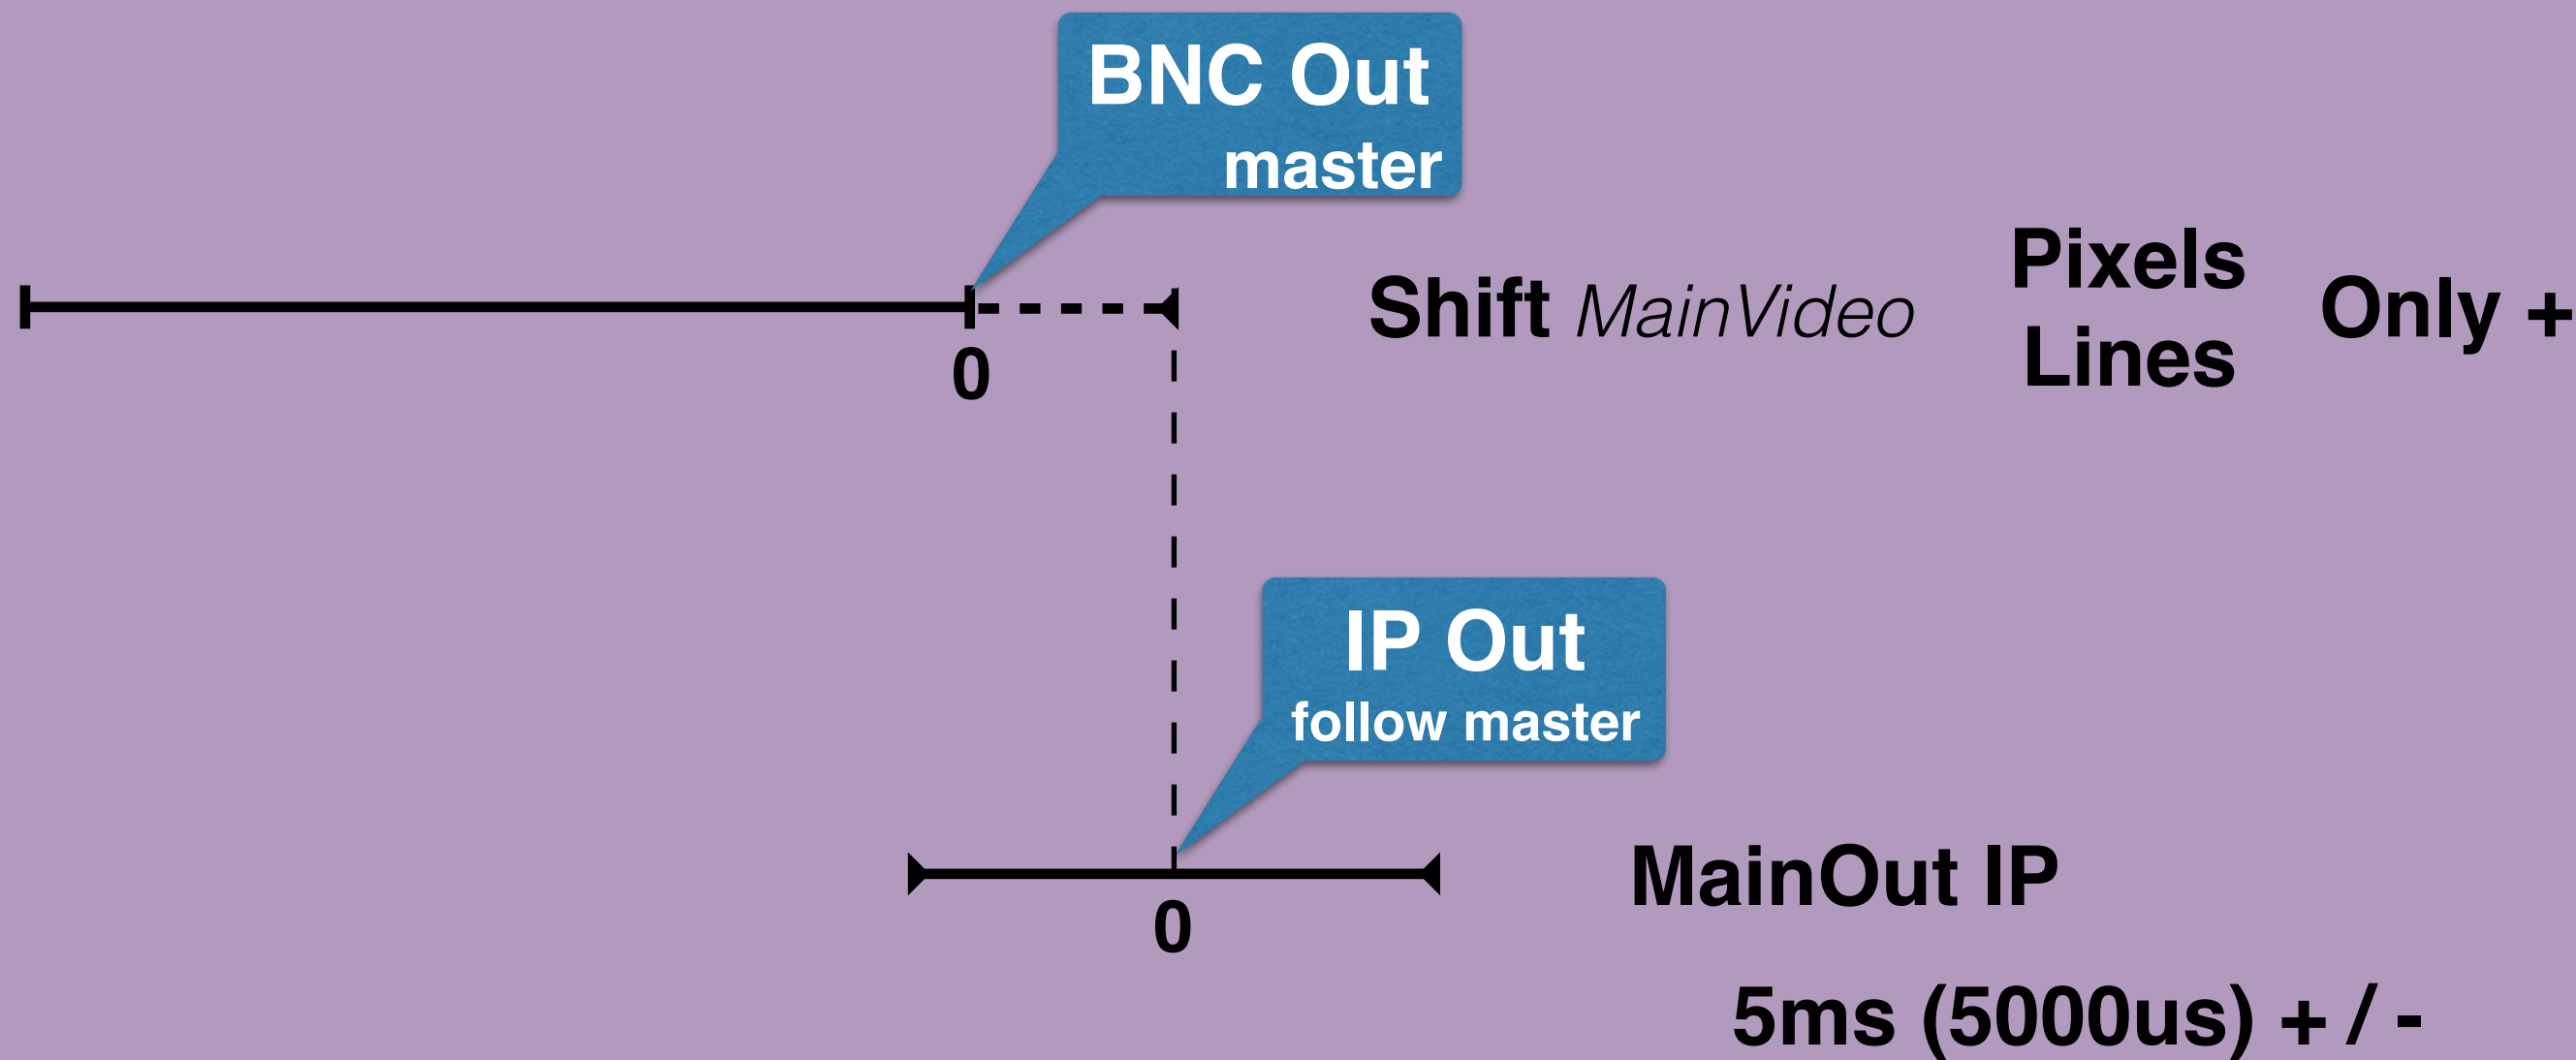 BNC Out
master
Shift MainVideo
Pixels
Lines
Only +
0
IP Out
follow master
MainOut IP
0
5ms (5000us) + / -